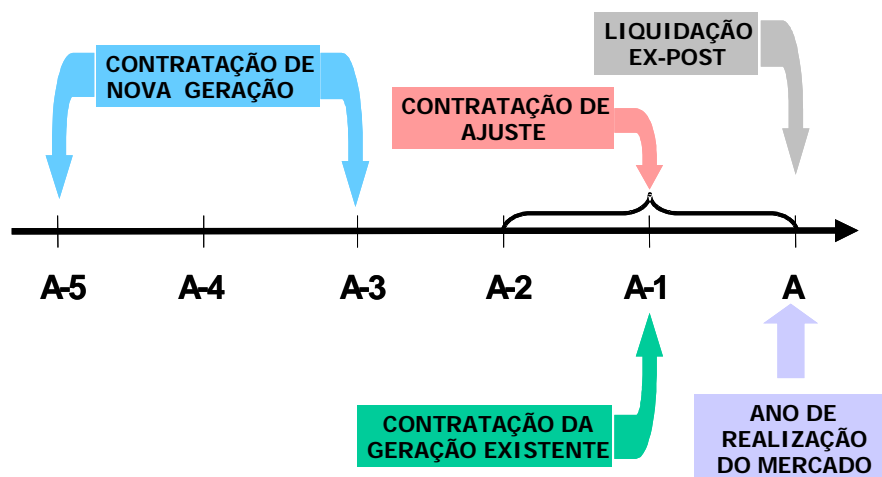 LIQUIDAÇÃO
EX-POST
CONTRATAÇÃO DE
NOVA GERAÇÃO
CONTRATAÇÃO DE
AJUSTE
A-5
A-4
A-3
A-2
A-1
A
CONTRATAÇÃO DA
GERAÇÃO EXISTENTE
ANO DE
REALIZAÇÃO
DO MERCADO